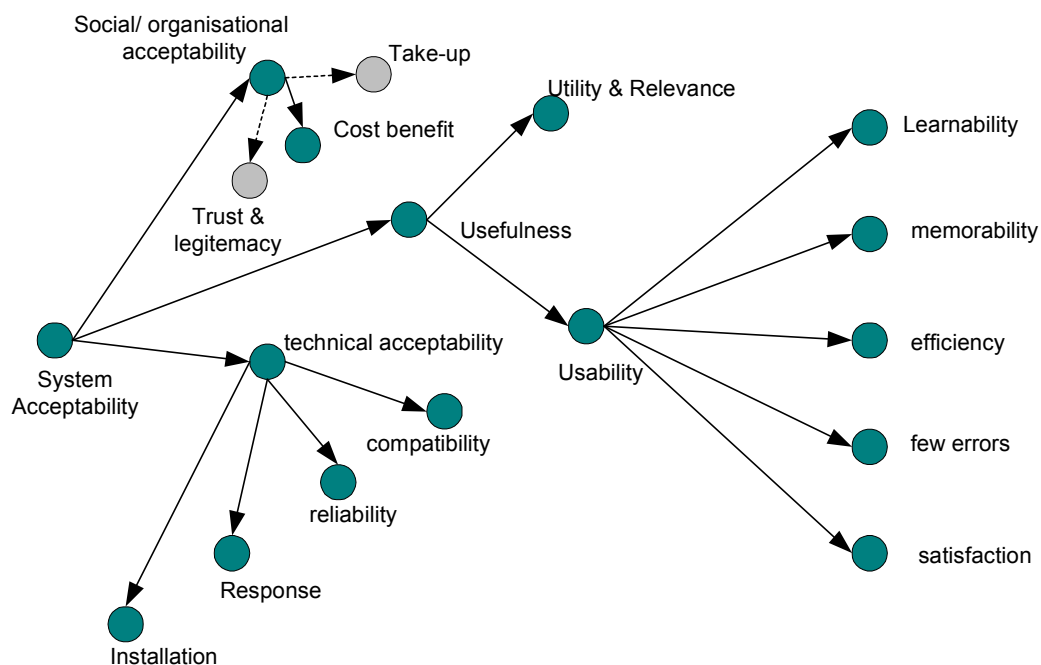 Social/ organisational
acceptability
Take-up
Utility & Relevance
Cost benefit
Learnability
Trust &
legitemacy
Usefulness
memorability
technical acceptability
efficiency
System
Acceptability
Usability
compatibility
few errors
reliability
satisfaction
Response
Installation